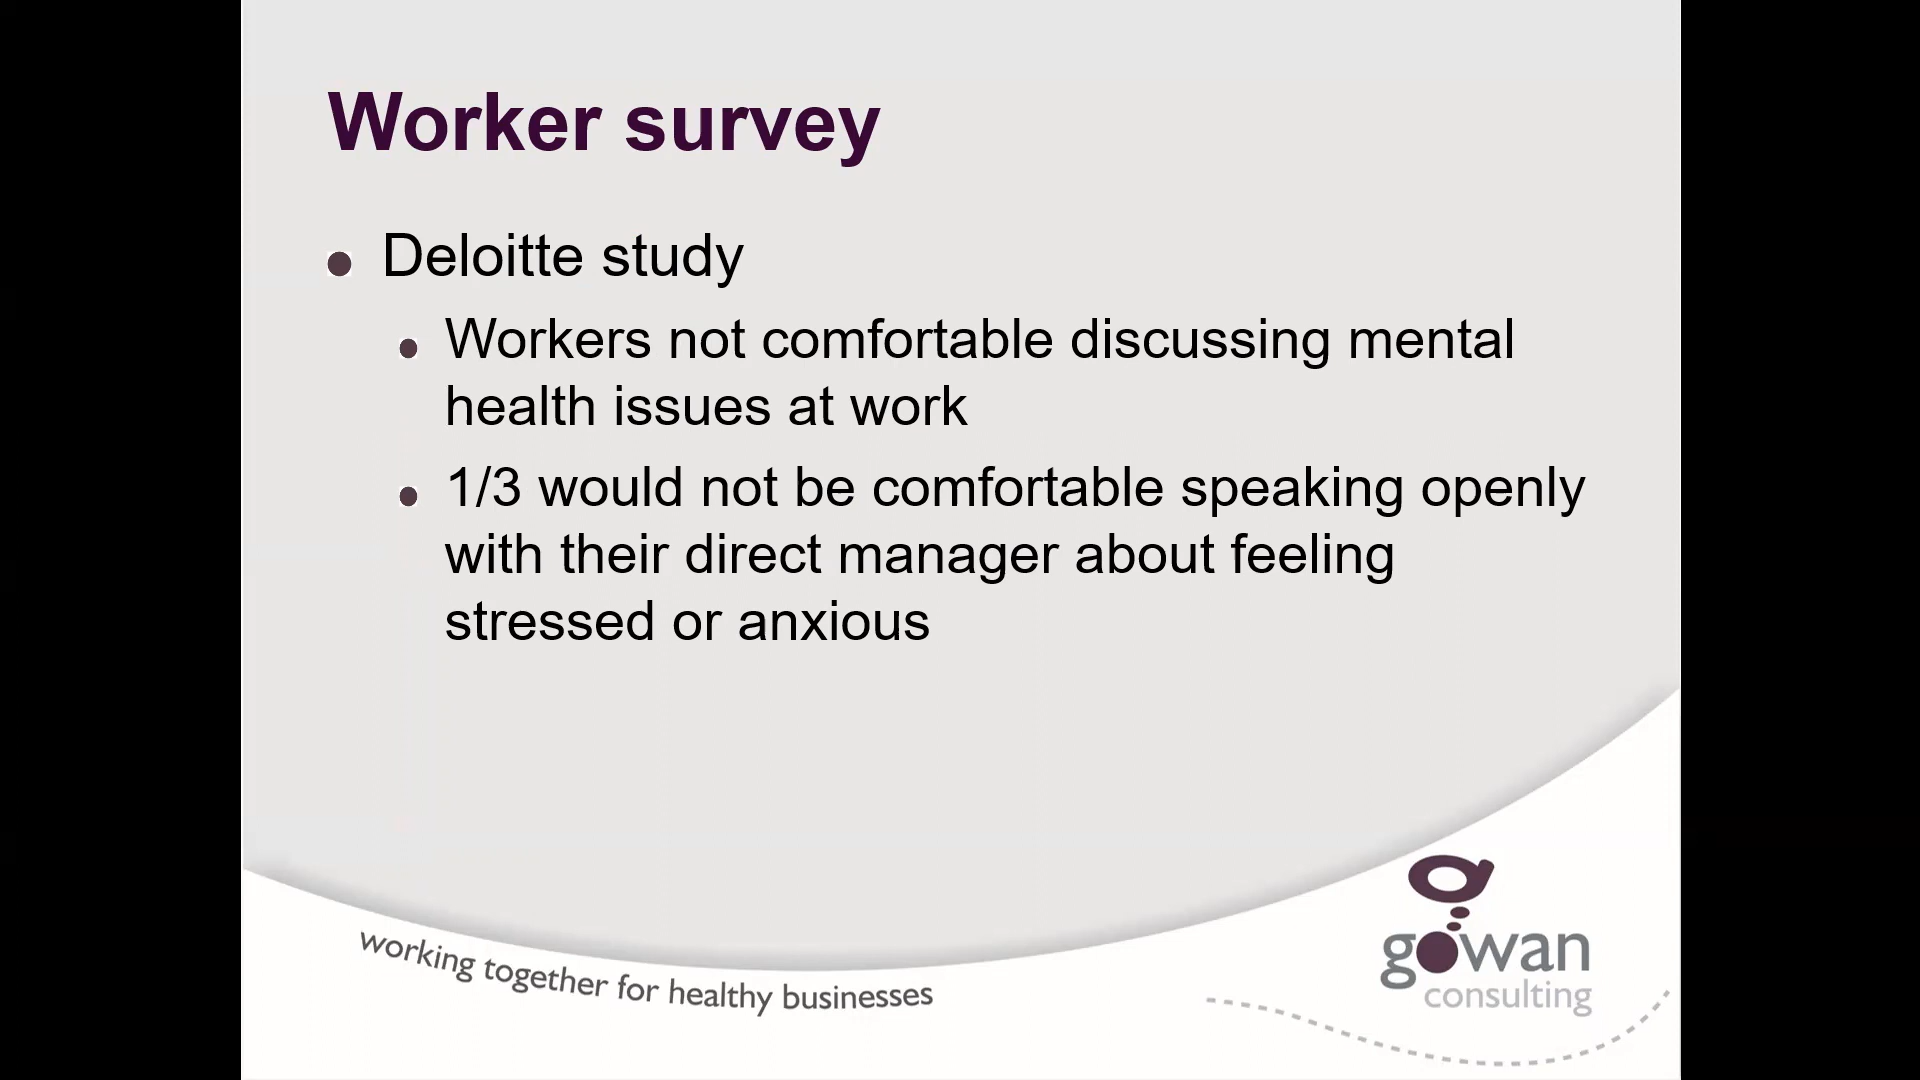 Worker survey
Deloitte study
Workers not comfortable discussing mental
health issues at work
1/3 would not be comfortable speaking openly
with their direct manager about feeling
stressed or anxious
working together for healthy businesses
gowan
consulting